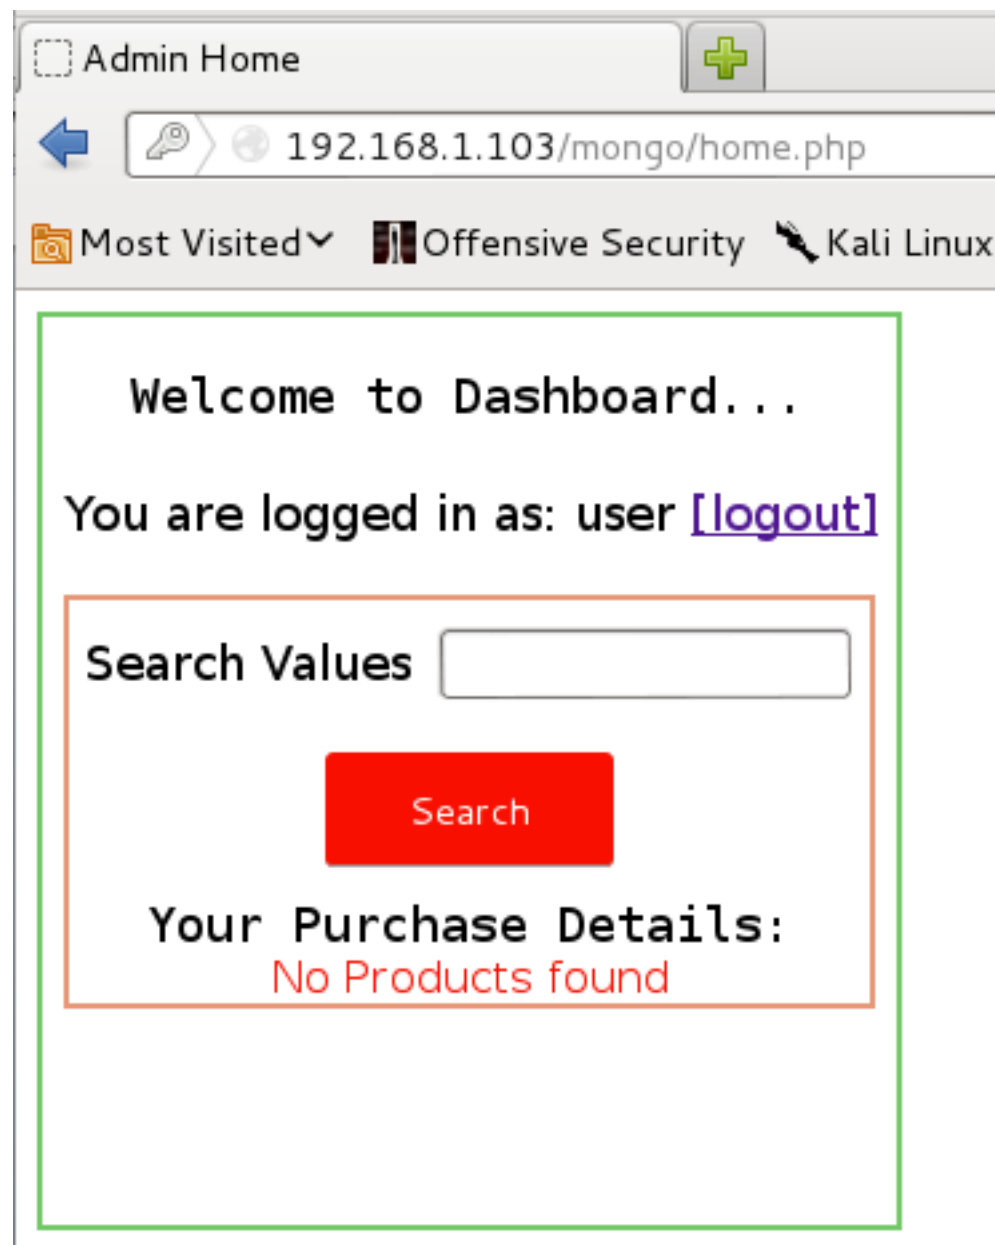 Admin Home
192.168.1.103/mongo/home.php
Most Visited Offensive Security Kali Linux
Welcome to Dashboard...
You are logged in as: user [logout]
Search Values
Search
Your Purchase Details:
No Products found